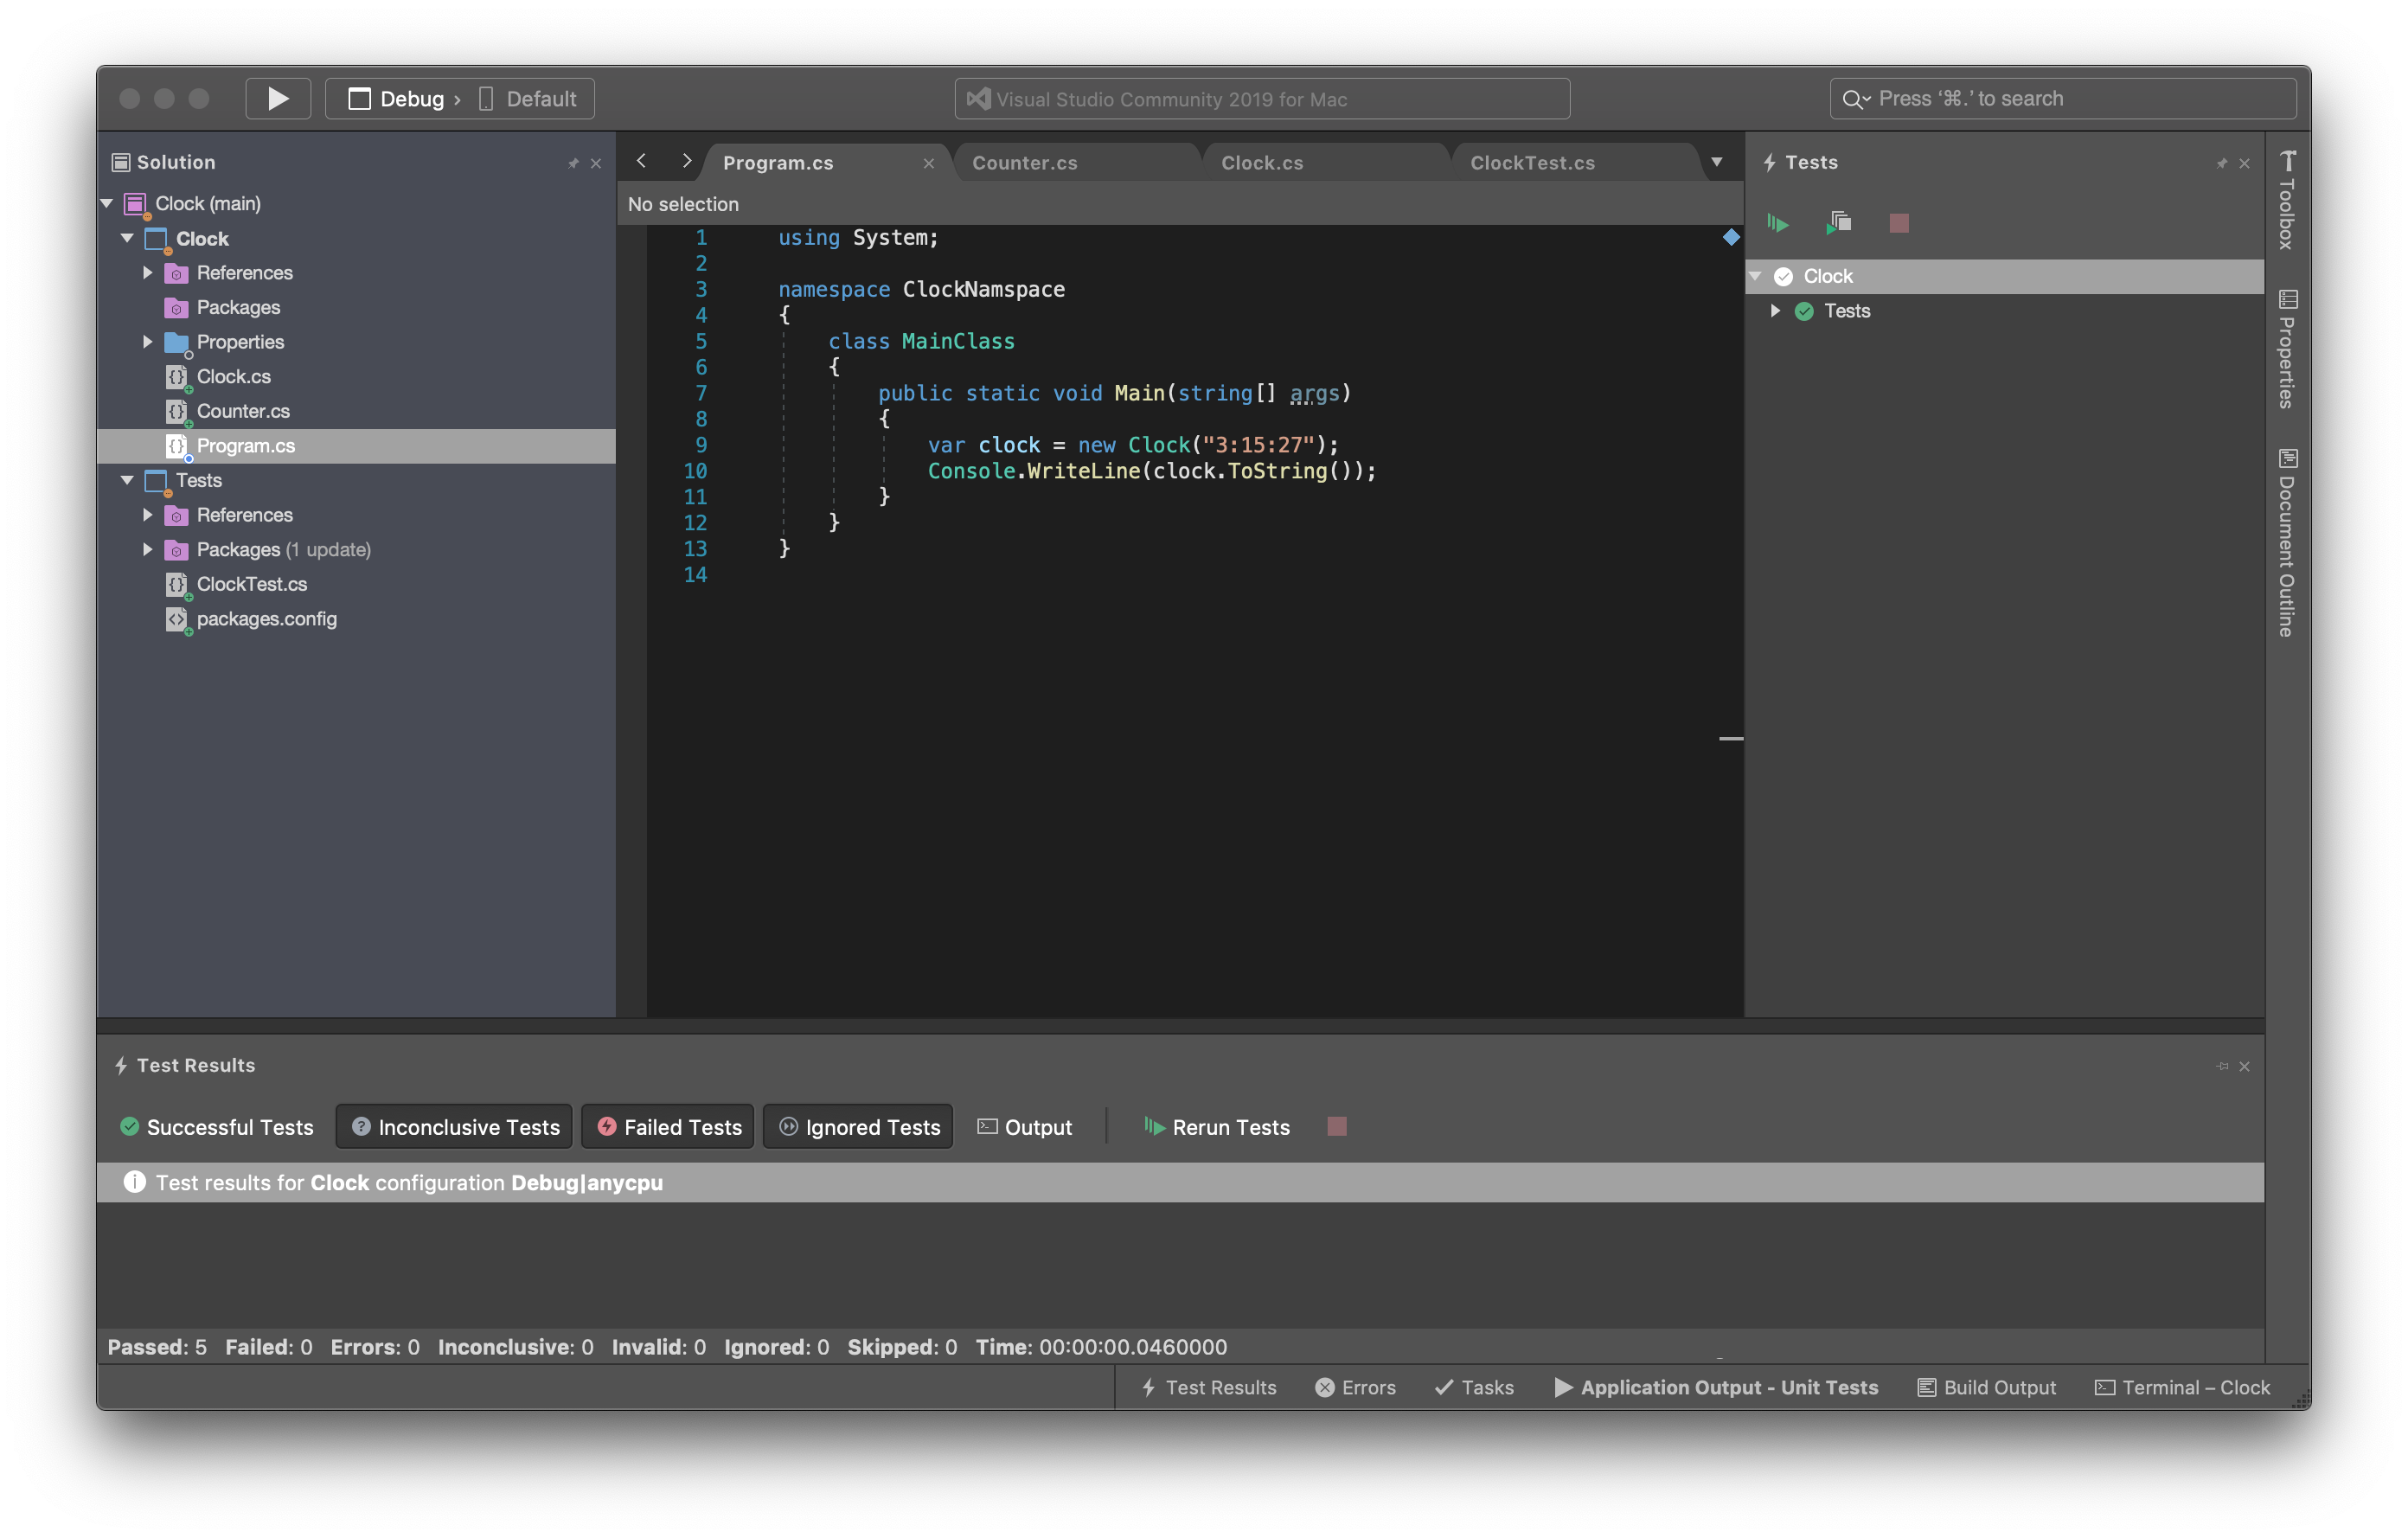 Debug › Default
Visual Studio Community 2019 for Mac
Press ‘⌘.’ to search
Solution
Clock (main)
Clock
References
Packages
Properties
Clock.cs
Counter.cs
Program.cs
Tests
References
Packages (1 update)
ClockTest.cs
packages.config
Program.cs
Counter.cs
Clock.cs
ClockTest.cs
No selection
1 using System;
2
3 namespace ClockNamspace
4 {
5 class MainClass
6 {
7 public static void Main(string[] args)
8 {
9 var clock = new Clock("3:15:27");
10 Console.WriteLine(clock.ToString());
11 }
12 }
13 }
14
Tests
Clock
Tests
Toolbox
Properties
Document Outline
Test Results
Successful Tests
Inconclusive Tests
Failed Tests
Ignored Tests
Output
Rerun Tests
Test results for Clock configuration Debug|anycpu
Passed: 5 Failed: 0 Errors: 0 Inconclusive: 0 Invalid: 0 Ignored: 0 Skipped: 0 Time: 00:00:00.0460000
Test Results
Errors
Tasks
Application Output - Unit Tests
Build Output
Terminal – Clock